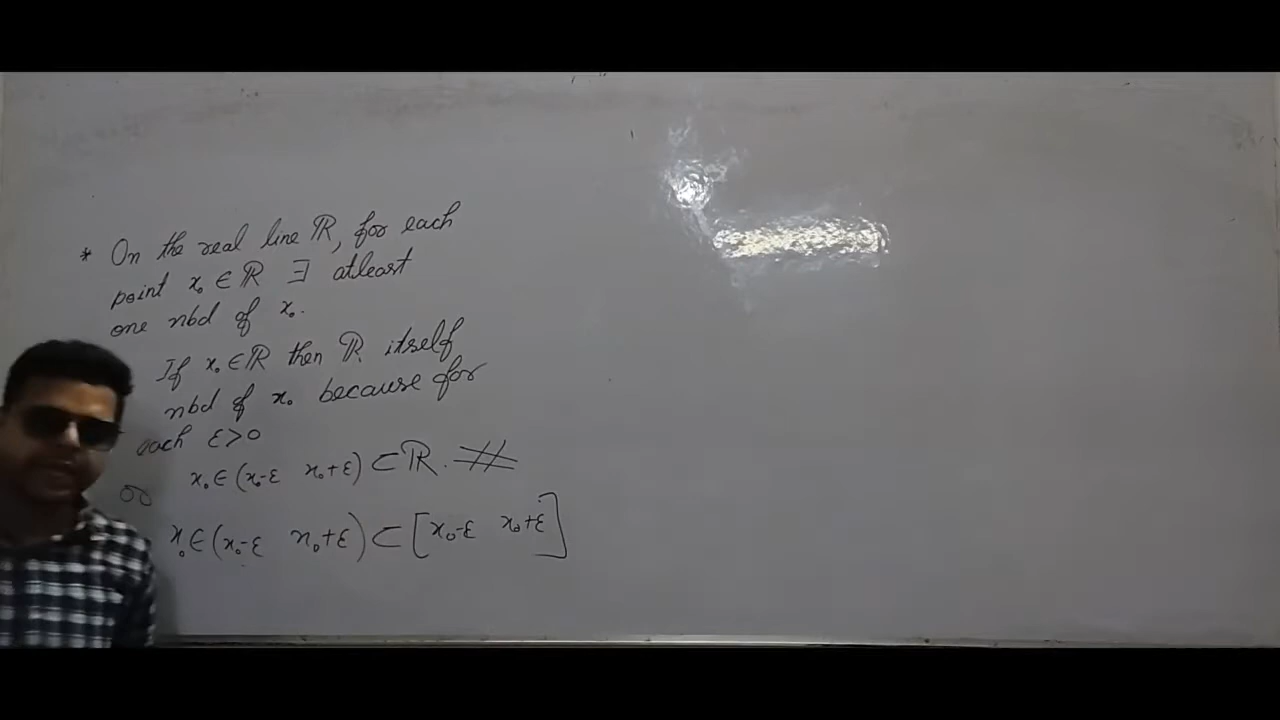 * On the real line ℝ, for each
point x₀ ∈ ℝ ∃ atleast
one nbd of x₀.
If x₀ ∈ ℝ then ℝ itself
nbd of x₀ because for
each ε > 0
x₀ ∈ (x₀-ε x₀+ε) ⊂ ℝ.
or
x₀ ∈ (x₀-ε x₀+ε) ⊂ [x₀-ε x₀+ε]